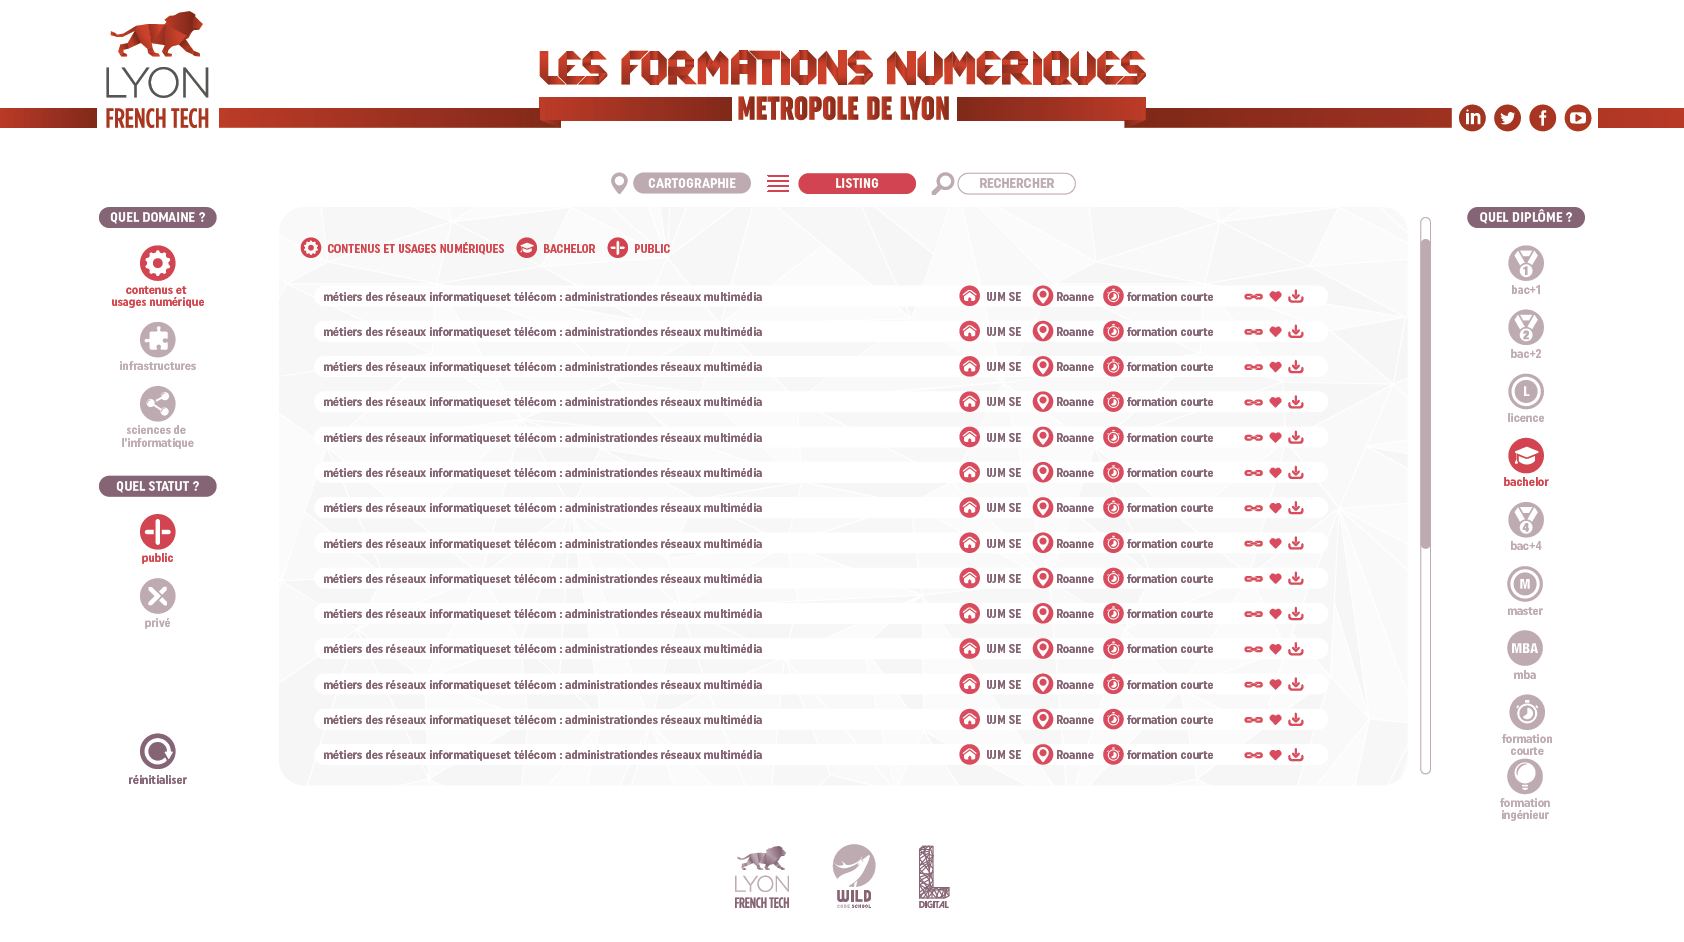 LYON
FRENCH TECH
LES FORMATIONS NUMERIQUES
METROPOLE DE LYON
CARTOGRAPHIE
LISTING
RECHERCHER
QUEL DOMAINE ?
contenus et
usages numérique
infrastructures
sciences de
l'informatique
QUEL STATUT ?
public
privé
réinitialiser
CONTENUS ET USAGES NUMÉRIQUES BACHELOR PUBLIC
métiers des réseaux informatiqueset télécom : administrationdes réseaux multimédia UJM SE Roanne formation courte
métiers des réseaux informatiqueset télécom : administrationdes réseaux multimédia UJM SE Roanne formation courte
métiers des réseaux informatiqueset télécom : administrationdes réseaux multimédia UJM SE Roanne formation courte
métiers des réseaux informatiqueset télécom : administrationdes réseaux multimédia UJM SE Roanne formation courte
métiers des réseaux informatiqueset télécom : administrationdes réseaux multimédia UJM SE Roanne formation courte
métiers des réseaux informatiqueset télécom : administrationdes réseaux multimédia UJM SE Roanne formation courte
métiers des réseaux informatiqueset télécom : administrationdes réseaux multimédia UJM SE Roanne formation courte
métiers des réseaux informatiqueset télécom : administrationdes réseaux multimédia UJM SE Roanne formation courte
métiers des réseaux informatiqueset télécom : administrationdes réseaux multimédia UJM SE Roanne formation courte
métiers des réseaux informatiqueset télécom : administrationdes réseaux multimédia UJM SE Roanne formation courte
métiers des réseaux informatiqueset télécom : administrationdes réseaux multimédia UJM SE Roanne formation courte
métiers des réseaux informatiqueset télécom : administrationdes réseaux multimédia UJM SE Roanne formation courte
métiers des réseaux informatiqueset télécom : administrationdes réseaux multimédia UJM SE Roanne formation courte
métiers des réseaux informatiqueset télécom : administrationdes réseaux multimédia UJM SE Roanne formation courte
QUEL DIPLÔME ?
1
bac+1
2
bac+2
L
licence
bachelor
4
bac+4
M
master
MBA
mba
formation
courte
formation
ingénieur
LYON
FRENCH TECH
WILD
CODE SCHOOL
L
DIGITAL